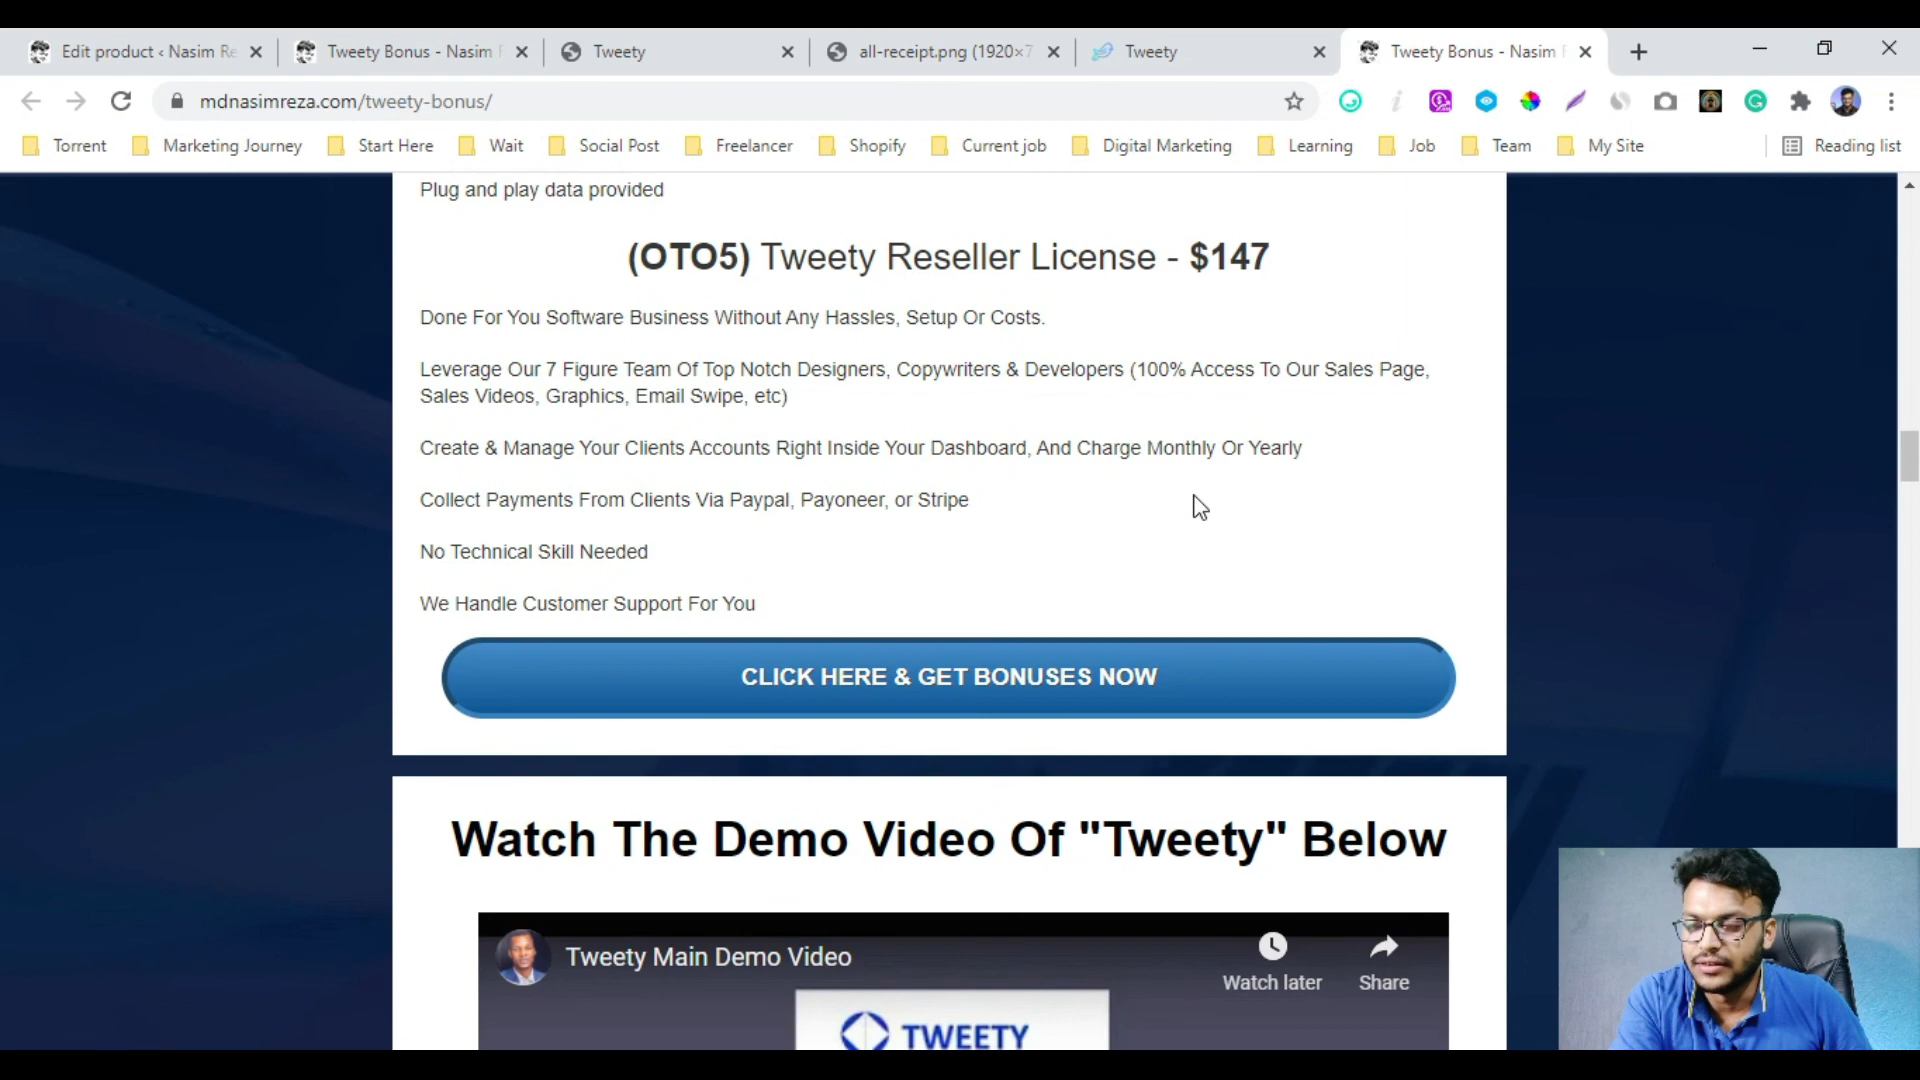 Edit product ‹ Nasim Re
Tweety Bonus - Nasim
Tweety
all-receipt.png (1920×7
Tweety
Tweety Bonus - Nasim
mdnasimreza.com/tweety-bonus/
Torrent
Marketing Journey
Start Here
Wait
Social Post
Freelancer
Shopify
Current job
Digital Marketing
Learning
Job
Team
My Site
Reading list
Plug and play data provided
(OTO5) Tweety Reseller License - $147
Done For You Software Business Without Any Hassles, Setup Or Costs.
Leverage Our 7 Figure Team Of Top Notch Designers, Copywriters & Developers (100% Access To Our Sales Page,
Sales Videos, Graphics, Email Swipe, etc)
Create & Manage Your Clients Accounts Right Inside Your Dashboard, And Charge Monthly Or Yearly
Collect Payments From Clients Via Paypal, Payoneer, or Stripe
No Technical Skill Needed
We Handle Customer Support For You
CLICK HERE & GET BONUSES NOW
Watch The Demo Video Of "Tweety" Below
Tweety Main Demo Video
Watch later
Share
TWEETY